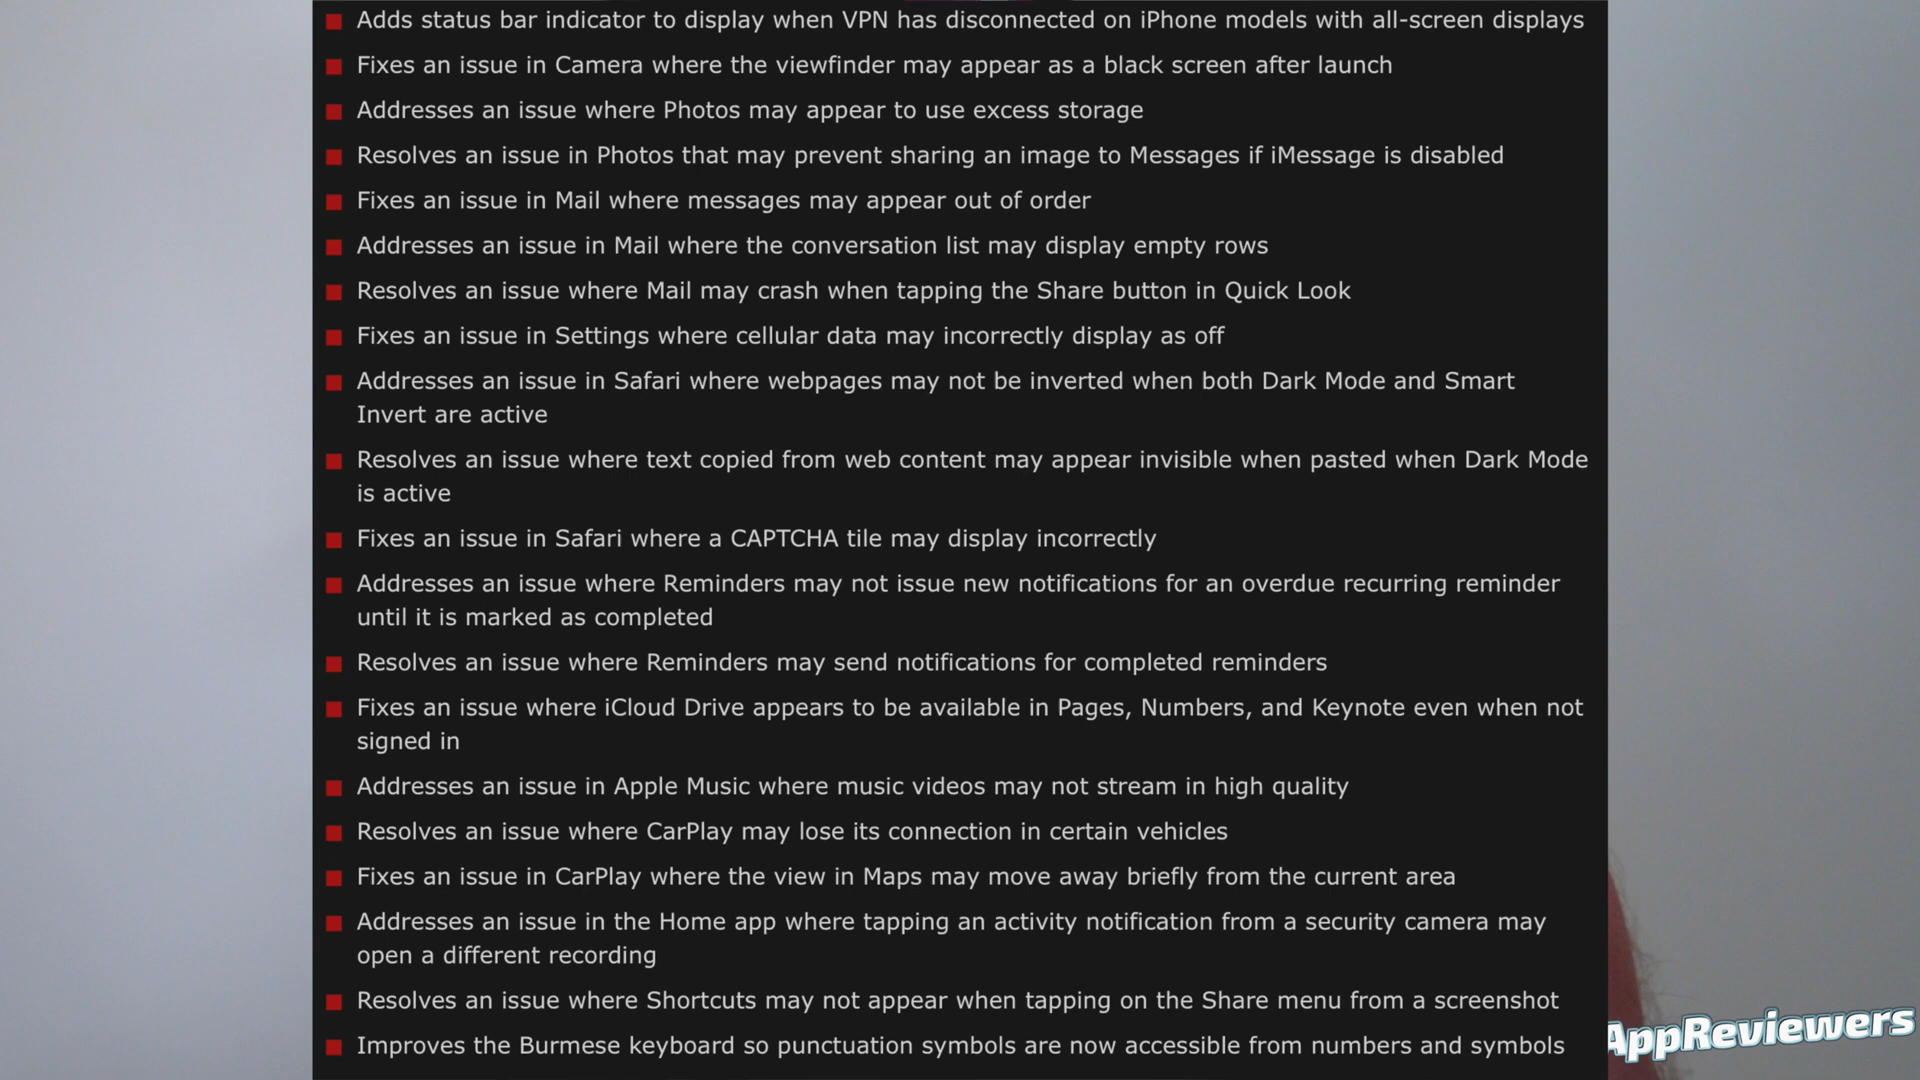 Adds status bar indicator to display when VPN has disconnected on iPhone models with all-screen displays
Fixes an issue in Camera where the viewfinder may appear as a black screen after launch
Addresses an issue where Photos may appear to use excess storage
Resolves an issue in Photos that may prevent sharing an image to Messages if iMessage is disabled
Fixes an issue in Mail where messages may appear out of order
Addresses an issue in Mail where the conversation list may display empty rows
Resolves an issue where Mail may crash when tapping the Share button in Quick Look
Fixes an issue in Settings where cellular data may incorrectly display as off
Addresses an issue in Safari where webpages may not be inverted when both Dark Mode and Smart
Invert are active
Resolves an issue where text copied from web content may appear invisible when pasted when Dark Mode
is active
Fixes an issue in Safari where a CAPTCHA tile may display incorrectly
Addresses an issue where Reminders may not issue new notifications for an overdue recurring reminder
until it is marked as completed
Resolves an issue where Reminders may send notifications for completed reminders
Fixes an issue where iCloud Drive appears to be available in Pages, Numbers, and Keynote even when not
signed in
Addresses an issue in Apple Music where music videos may not stream in high quality
Resolves an issue where CarPlay may lose its connection in certain vehicles
Fixes an issue in CarPlay where the view in Maps may move away briefly from the current area
Addresses an issue in the Home app where tapping an activity notification from a security camera may
open a different recording
Resolves an issue where Shortcuts may not appear when tapping on the Share menu from a screenshot
Improves the Burmese keyboard so punctuation symbols are now accessible from numbers and symbols
AppReviewers